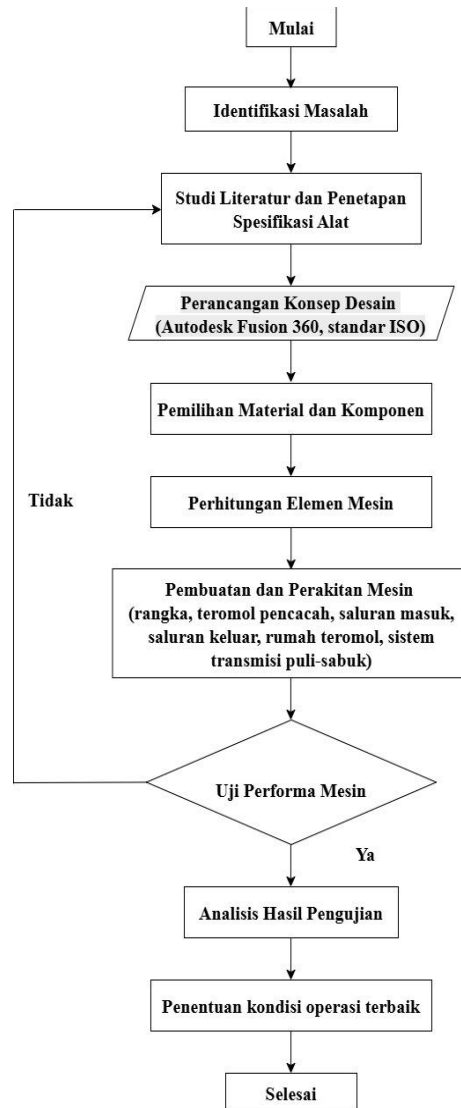 Mulai
Identifikasi Masalah
Studi Literatur dan Penetapan
Spesifikasi Alat
Perancangan Konsep Desain
(Autodesk Fusion 360, standar ISO)
Pemilihan Material dan Komponen
Tidak
Perhitungan Elemen Mesin
Pembuatan dan Perakitan Mesin
(rangka, teromol pencacah, saluran masuk,
saluran keluar, rumah teromol, sistem
transmisi puli-sabuk)
Uji Performa Mesin
Ya
Analisis Hasil Pengujian
Penentuan kondisi operasi terbaik
Selesai